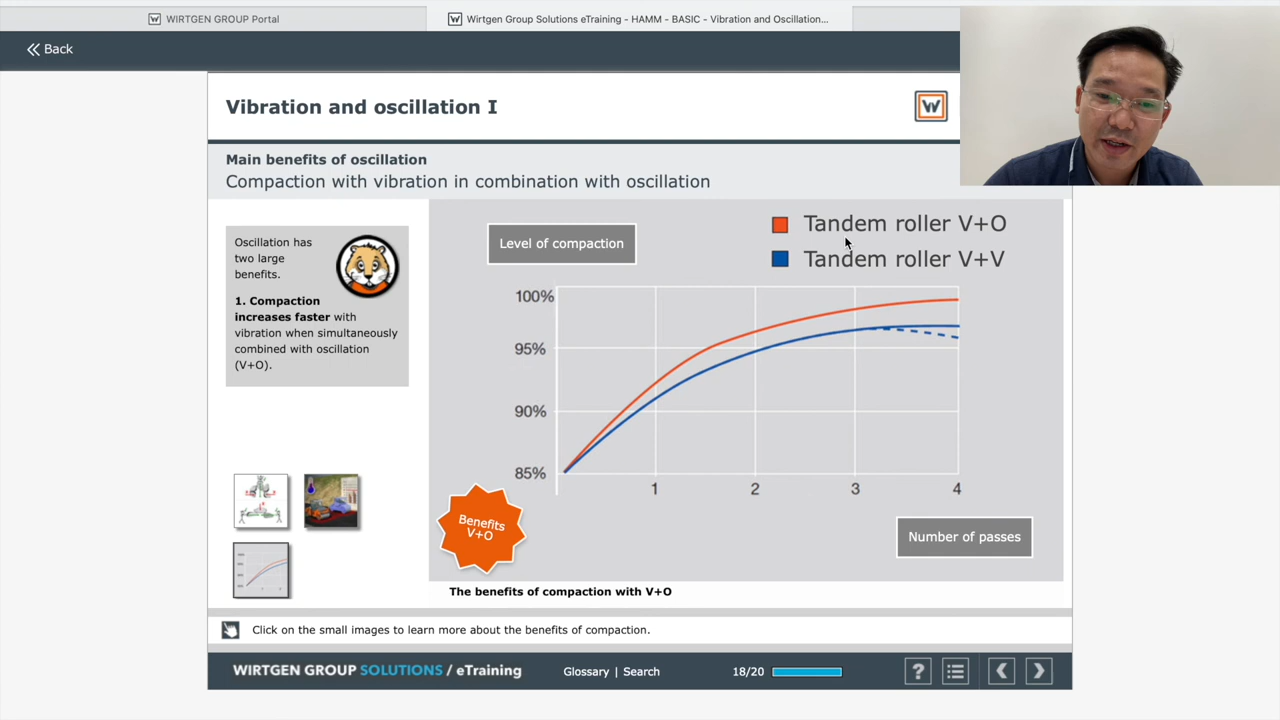 WIRTGEN GROUP Portal
Wirtgen Group Solutions eTraining - HAMM - BASIC - Vibration and Oscillation...
Back
Vibration and oscillation I
W
Main benefits of oscillation
Compaction with vibration in combination with oscillation
Oscillation has
two large
benefits.
1. Compaction
increases faster with
vibration when simultaneously
combined with oscillation
(V+O).
Level of compaction
Tandem roller V+O
Tandem roller V+V
100%
95%
90%
85%
1
2
3
4
Number of passes
Benefits
V+O
The benefits of compaction with V+O
Click on the small images to learn more about the benefits of compaction.
WIRTGEN GROUP SOLUTIONS / eTraining
Glossary | Search
18/20
?